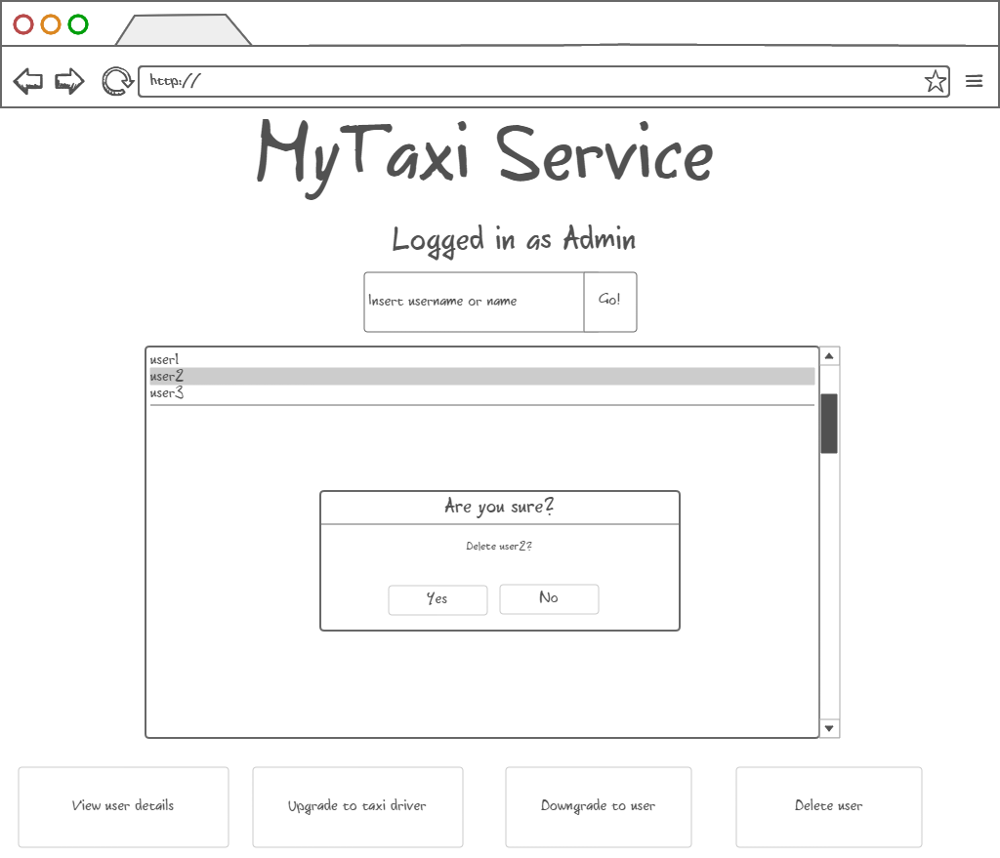 http://
MyTaxi Service
Logged in as Admin
Insert username or name
Go!
user1
user2
user3
Are you sure?
Delete user2?
Yes
No
View user details
Upgrade to taxi driver
Downgrade to user
Delete user